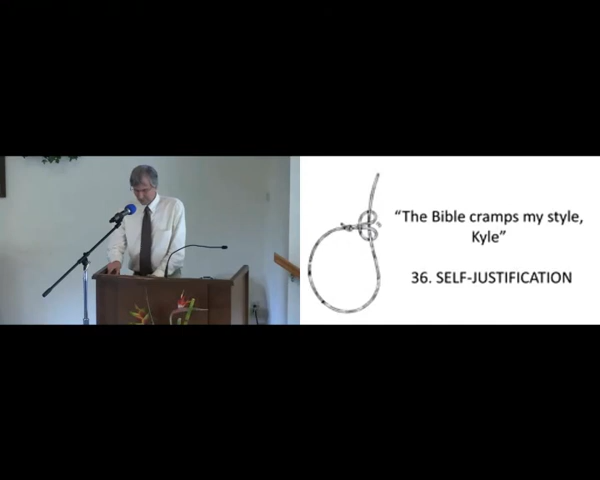 “The Bible cramps my style,
Kyle”
36. SELF-JUSTIFICATION